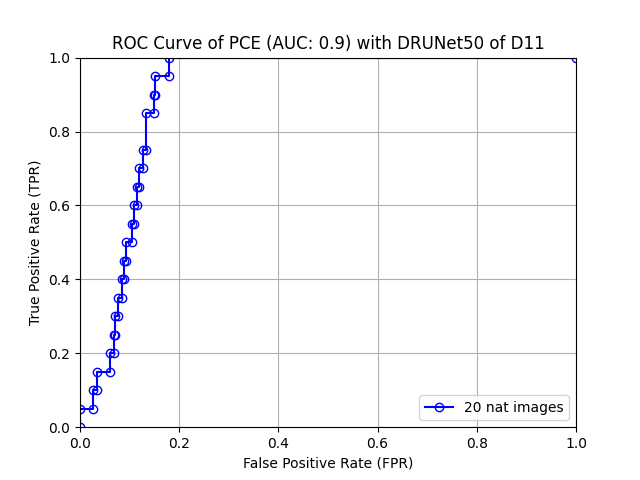 ROC Curve of PCE (AUC: 0.9) with DRUNet50 of D11
1.0
0.8
0.6
0.4
0.2
0.0
True Positive Rate (TPR)
20 nat images
0.0 0.2 0.4 0.6 0.8 1.0
False Positive Rate (FPR)